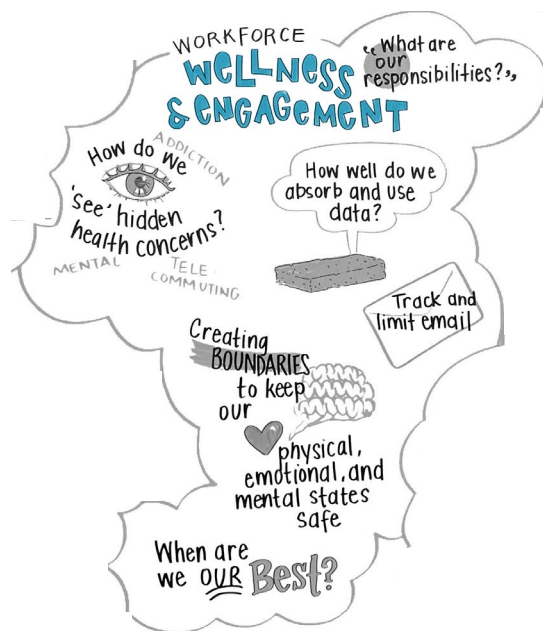 WORKFORCE
WELLNESS
& ENGAGEMENT
"What are
our
responsibilities?"
ADDICTION
How do we
'see' hidden
health concerns?
MENTAL
TELE
COMMUTING
How well do we
absorb and use
data?
Track and
limit email
Creating
BOUNDARIES
to keep
our
physical,
emotional, and
mental states
safe
When are
we OUR Best?